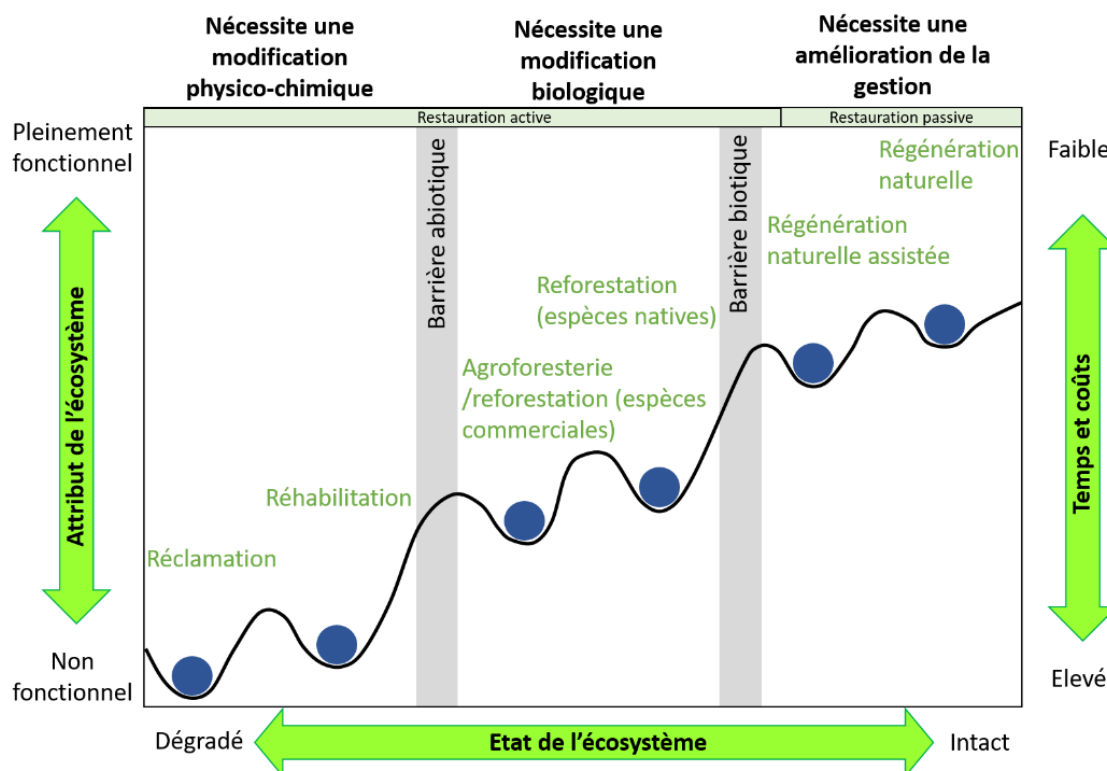 Nécessite une
modification
physico-chimique
Nécessite une
modification
biologique
Nécessite une
amélioration de la
gestion
Restauration active
Restauration passive
Pleinement
fonctionnel
Attribut de l'écosystème
Non
fonctionnel
Barrière abiotique
Barrière biotique
Régénération
naturelle
Régénération
naturelle assistée
Reforestation
(espèces natives)
Agroforesterie
/reforestation (espèces
commerciales)
Réhabilitation
Réclamation
Faible
Temps et coûts
Elevé
Dégradé
Etat de l'écosystème
Intact